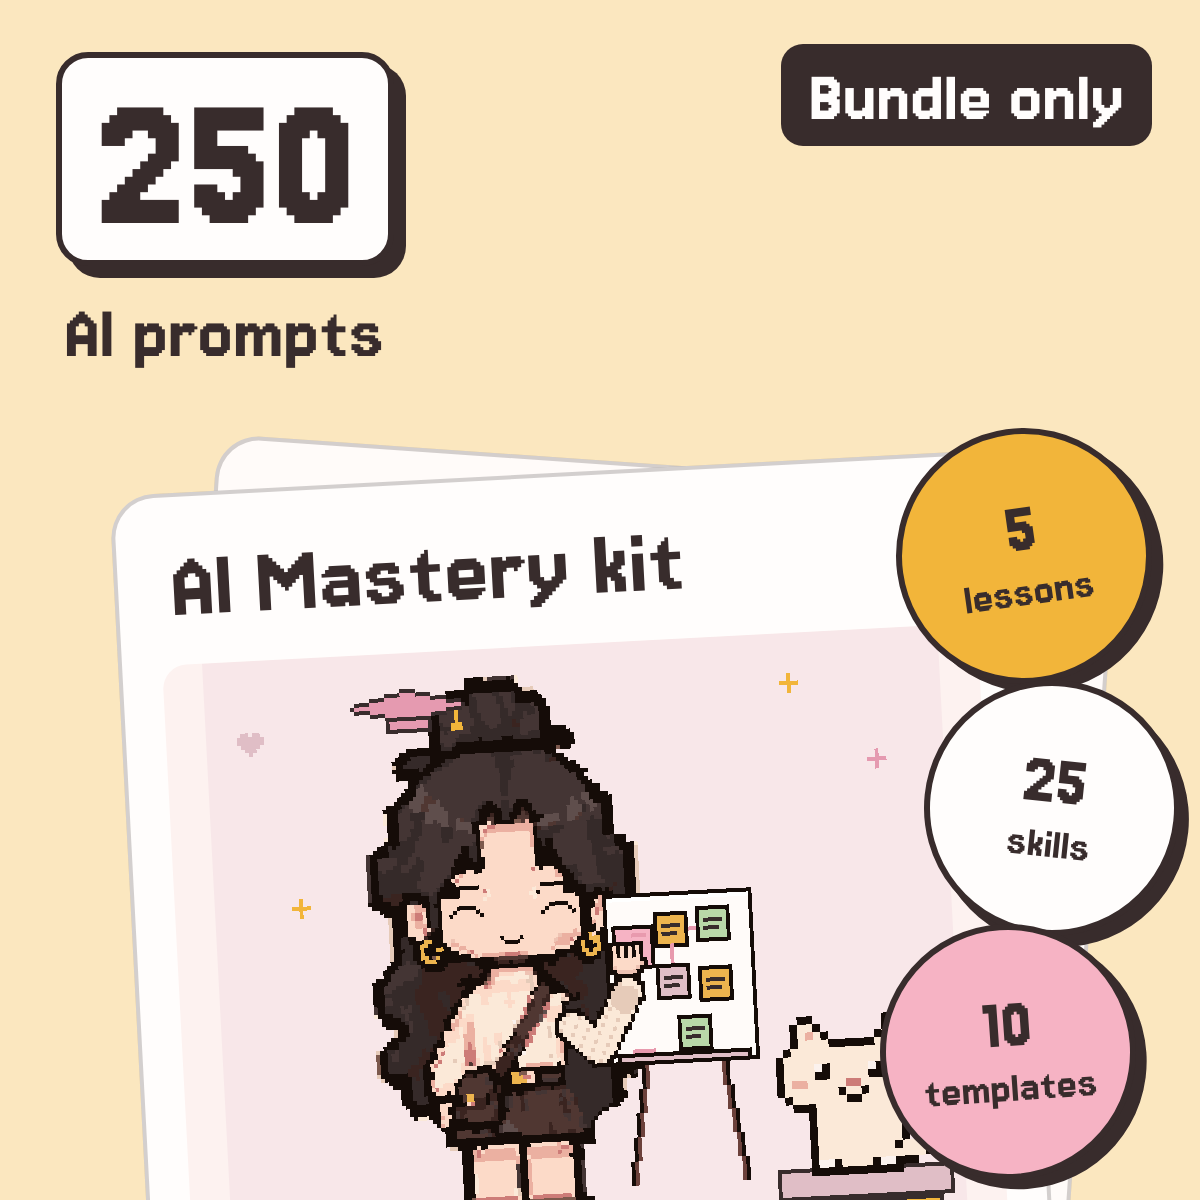 250
Bundle only
AI prompts
AI Mastery kit
5
lessons
25
skills
10
templates